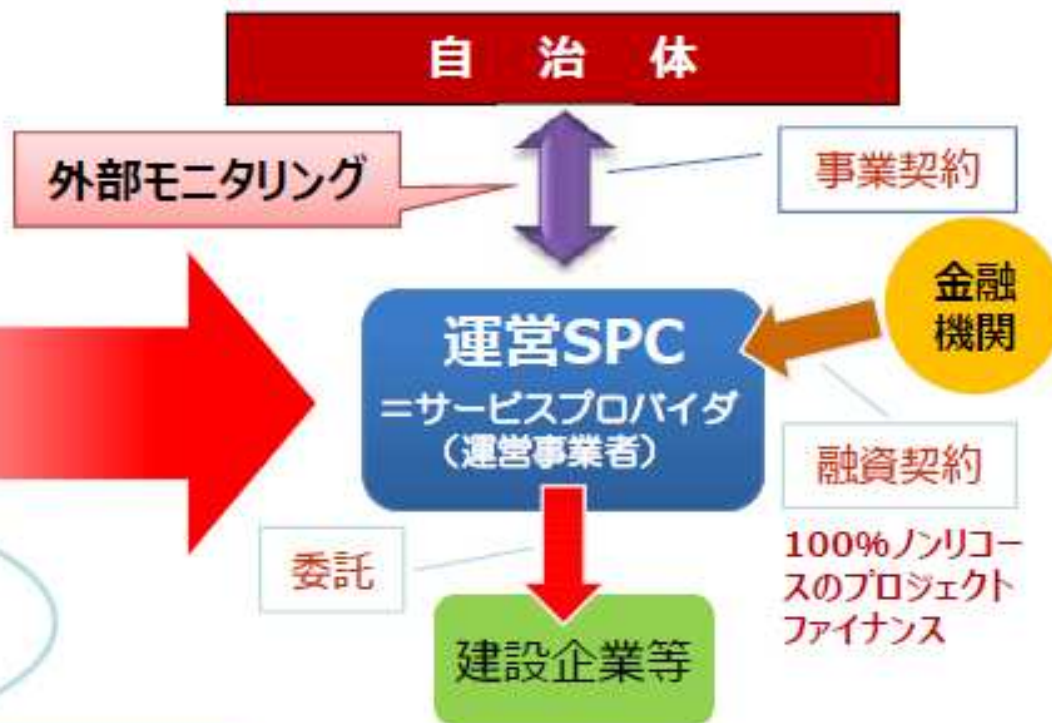 自 治 体
外部モニタリング
事業契約
金融
機関
運営SPC
＝サービスプロバイダ
（運営事業者）
融資契約
100%ノンリコー
スのプロジェクト
ファイナンス
委託
建設企業等